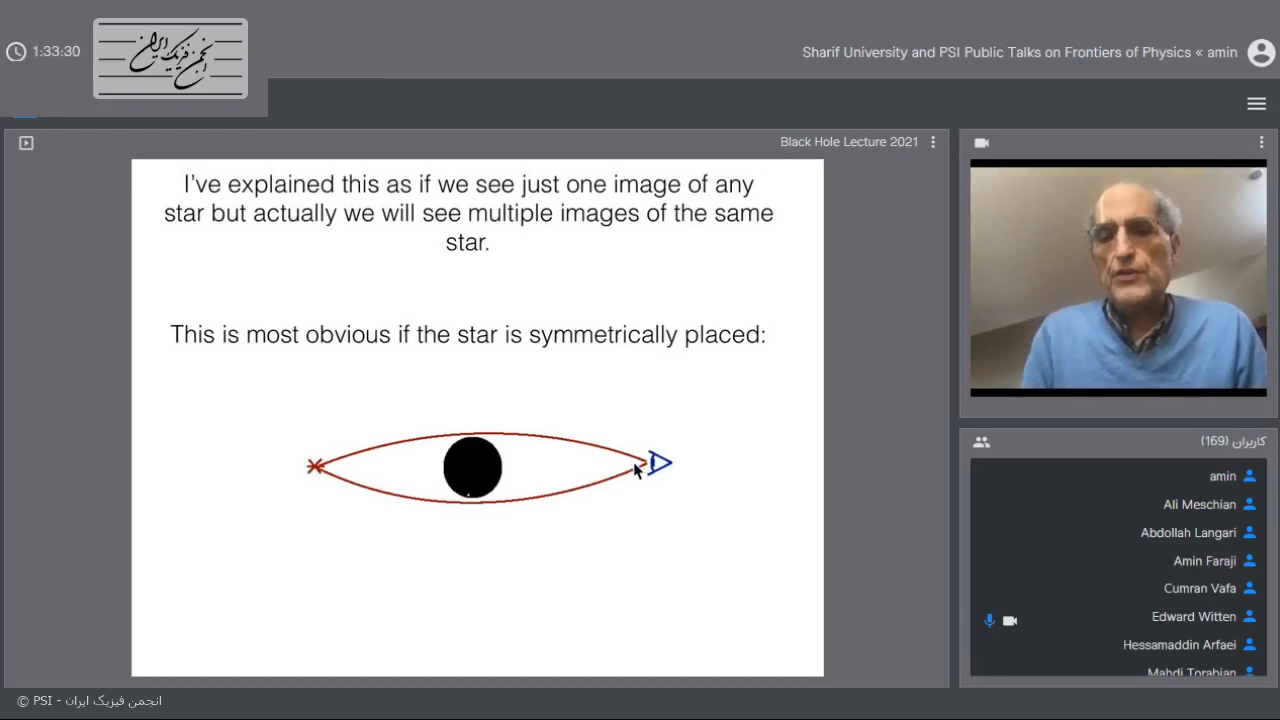 1:33:30
انجمن فیزیک ایران
Sharif University and PSI Public Talks on Frontiers of Physics « amin
Black Hole Lecture 2021
I've explained this as if we see just one image of any
star but actually we will see multiple images of the same
star.
This is most obvious if the star is symmetrically placed:
کاربران (169)
amin
Ali Meschian
Abdollah Langari
Amin Faraji
Cumran Vafa
Edward Witten
Hessamaddin Arfaei
Mahdi Torabian
© PSI - انجمن فیزیک ایران